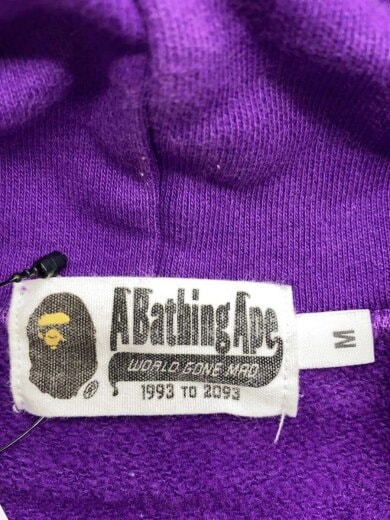 A Bathing Ape
WORLD GONE MAD
®
1993 TO 2093
M